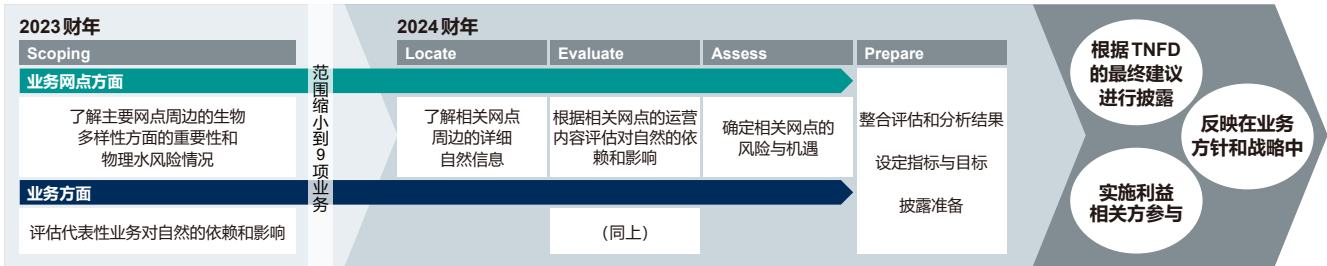 2023财年
Scoping
业务网点方面
了解主要网点周边的生物
多样性方面的重要性和
物理水风险情况
业务方面
评估代表性业务对自然的依赖和影响
范围缩小到9项业务
2024财年
Locate
Evaluate
Assess
Prepare
了解相关网点
周边的详细
自然信息
根据相关网点的运营
内容评估对自然的依
赖和影响
确定相关网点的
风险与机遇
(同上)
整合评估和分析结果
设定指标与目标
披露准备
根据TNFD
的最终建议
进行披露
反映在业务
方针和战略中
实施利益
相关方参与